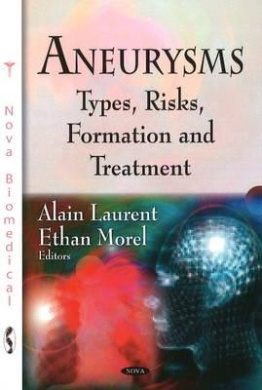 ANEURYSMS
Types, Risks,
Formation and
Treatment
Alain Laurent
Ethan Morel
Editors
Nova Biomedical
NOVA